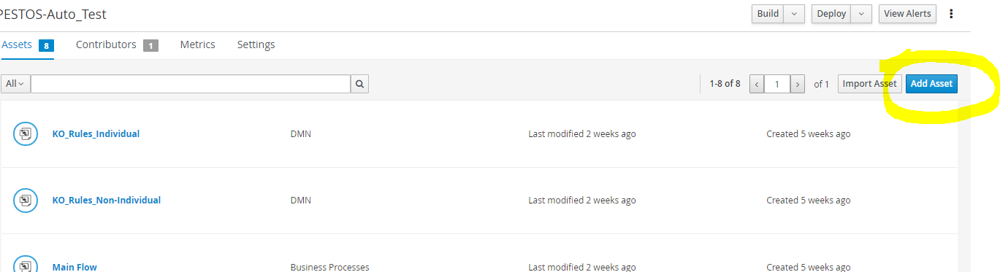 PESTOS-Auto_Test
Build
Deploy
View Alerts
Assets 8 Contributors 1 Metrics Settings
All
1-8 of 8
1
of 1
Import Asset
Add Asset
KO_Rules_Individual DMN Last modified 2 weeks ago Created 5 weeks ago
KO_Rules_Non-Individual DMN Last modified 2 weeks ago Created 5 weeks ago
Main Flow Business Processes Last modified 2 weeks ago Created 5 weeks ago